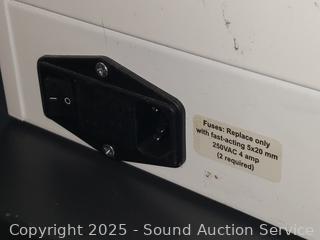 I O
Fuses: Replace only
with fast-acting 5x20 mm
250VAC 4 amp
(2 required)
Copyright 2025 - Sound Auction Service